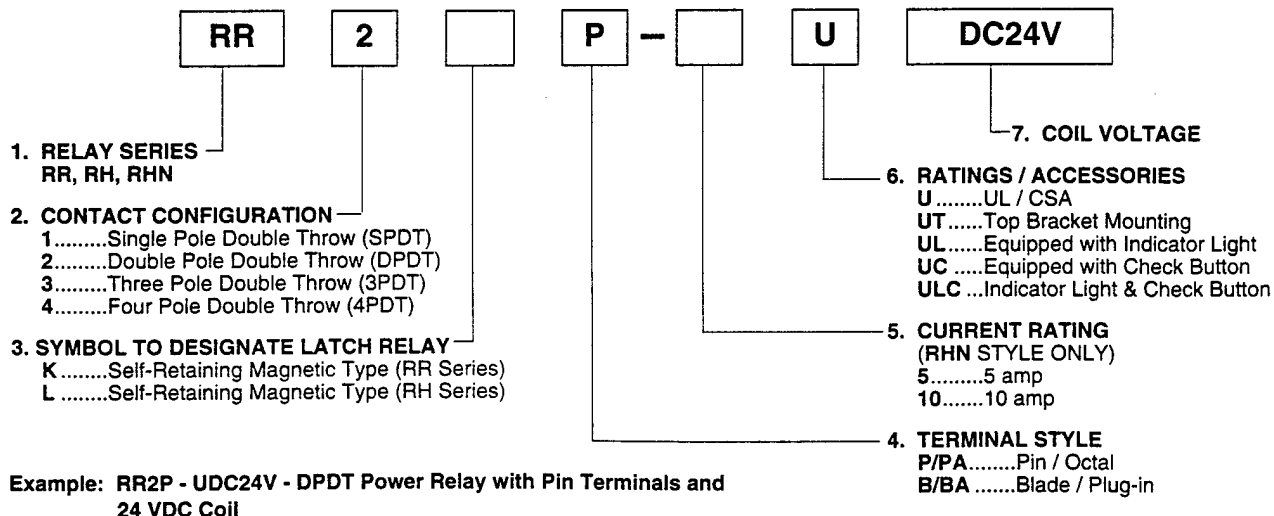 RR 2 P – U DC24V
1. RELAY SERIES
RR, RH, RHN
2. CONTACT CONFIGURATION
1.........Single Pole Double Throw (SPDT)
2.........Double Pole Double Throw (DPDT)
3.........Three Pole Double Throw (3PDT)
4.........Four Pole Double Throw (4PDT)
3. SYMBOL TO DESIGNATE LATCH RELAY
K ........Self-Retaining Magnetic Type (RR Series)
L ........Self-Retaining Magnetic Type (RH Series)
7. COIL VOLTAGE
6. RATINGS / ACCESSORIES
U ........UL / CSA
UT ......Top Bracket Mounting
UL ......Equipped with Indicator Light
UC .....Equipped with Check Button
ULC ...Indicator Light & Check Button
5. CURRENT RATING
(RHN STYLE ONLY)
5.........5 amp
10.......10 amp
4. TERMINAL STYLE
P/PA........Pin / Octal
B/BA .......Blade / Plug-in
Example: RR2P - UDC24V - DPDT Power Relay with Pin Terminals and
24 VDC Coil